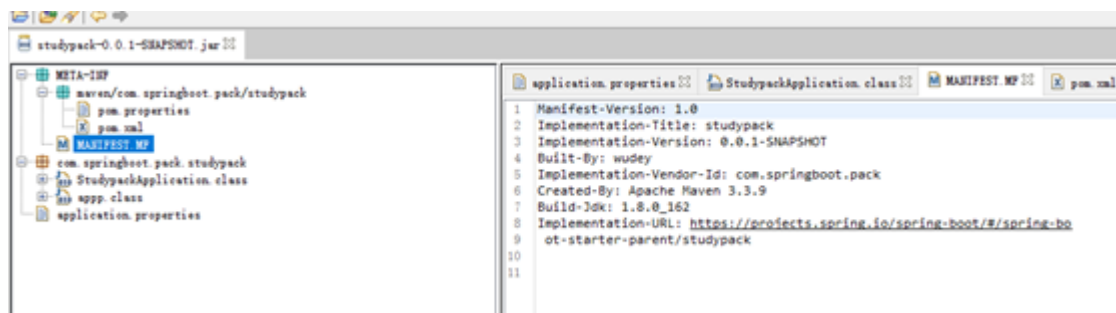 studypack-0.0.1-SNAPSHOT.jar
META-INF
maven/com.springboot.pack/studypack
pom.properties
pom.xml
MANIFEST.MF
com.springboot.pack.studypack
StudypackApplication.class
appp.class
application.properties
application.properties StudypackApplication.class MANIFEST.MF pom.xml
1 Manifest-Version: 1.0
2 Implementation-Title: studypack
3 Implementation-Version: 0.0.1-SNAPSHOT
4 Built-By: wudey
5 Implementation-Vendor-Id: com.springboot.pack
6 Created-By: Apache Maven 3.3.9
7 Build-Jdk: 1.8.0_162
8 Implementation-URL: https://projects.spring.io/spring-boot/#/spring-bo
9 ot-starter-parent/studypack
10
11